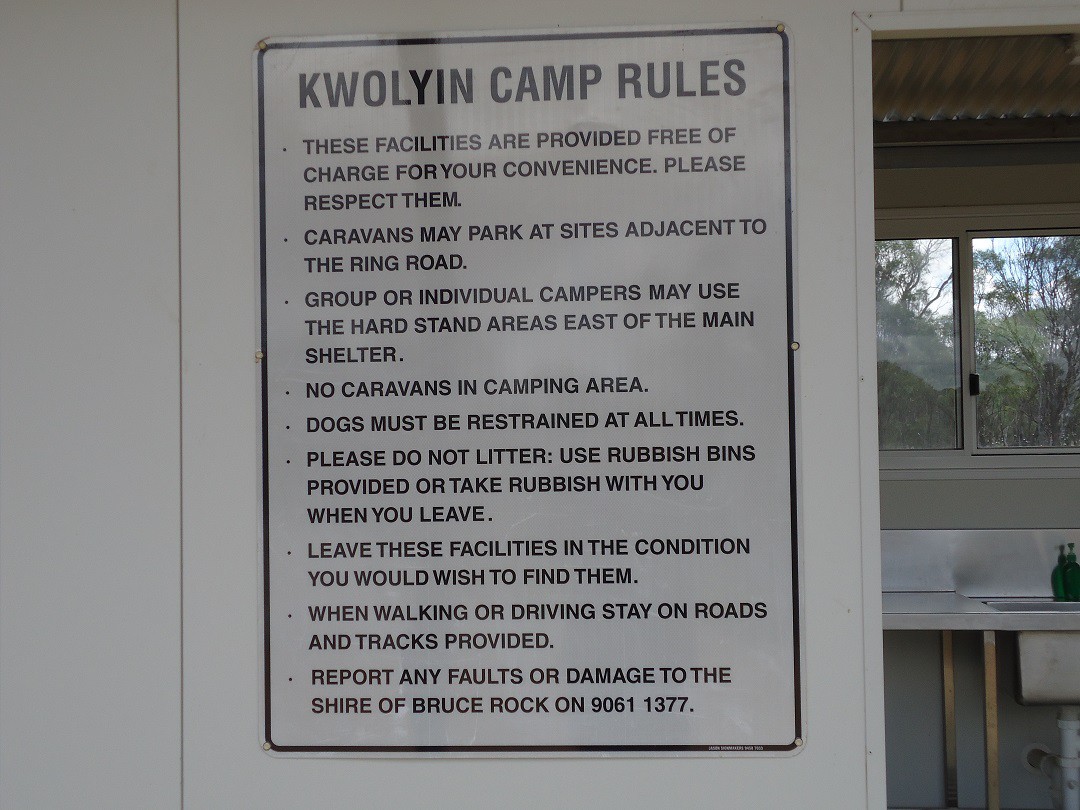 KWOLYIN CAMP RULES
· THESE FACILITIES ARE PROVIDED FREE OF
CHARGE FOR YOUR CONVENIENCE. PLEASE
RESPECT THEM.
· CARAVANS MAY PARK AT SITES ADJACENT TO
THE RING ROAD.
· GROUP OR INDIVIDUAL CAMPERS MAY USE
THE HARD STAND AREAS EAST OF THE MAIN
SHELTER.
· NO CARAVANS IN CAMPING AREA.
· DOGS MUST BE RESTRAINED AT ALL TIMES.
· PLEASE DO NOT LITTER: USE RUBBISH BINS
PROVIDED OR TAKE RUBBISH WITH YOU
WHEN YOU LEAVE.
· LEAVE THESE FACILITIES IN THE CONDITION
YOU WOULD WISH TO FIND THEM.
· WHEN WALKING OR DRIVING STAY ON ROADS
AND TRACKS PROVIDED.
· REPORT ANY FAULTS OR DAMAGE TO THE
SHIRE OF BRUCE ROCK ON 9061 1377.
JASON SIGNMAKERS